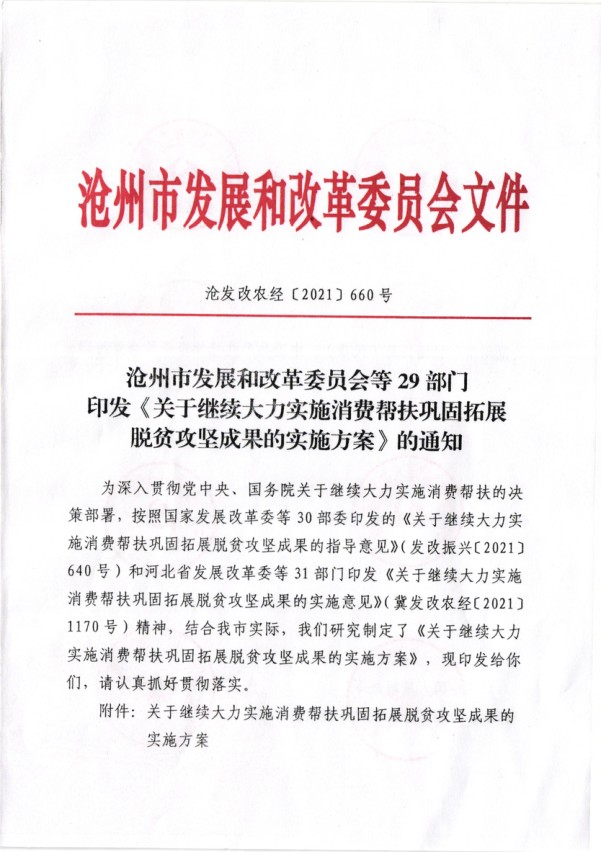 沧州市发展和改革委员会文件
沧发改农经〔2021〕660号
沧州市发展和改革委员会等29部门
印发《关于继续大力实施消费帮扶巩固拓展
脱贫攻坚成果的实施方案》的通知
为深入贯彻党中央、国务院关于继续大力实施消费帮扶的决
策部署，按照国家发展改革委等30部委印发的《关于继续大力实
施消费帮扶巩固拓展脱贫攻坚成果的指导意见》（发改振兴〔2021〕
640号）和河北省发展改革委等31部门印发《关于继续大力实施
消费帮扶巩固拓展脱贫攻坚成果的实施意见》（冀发改农经〔2021〕
1170号）精神，结合我市实际，我们研究制定了《关于继续大力
实施消费帮扶巩固拓展脱贫攻坚成果的实施方案》，现印发给你
们，请认真抓好贯彻落实。
附件：关于继续大力实施消费帮扶巩固拓展脱贫攻坚成果的
实施方案